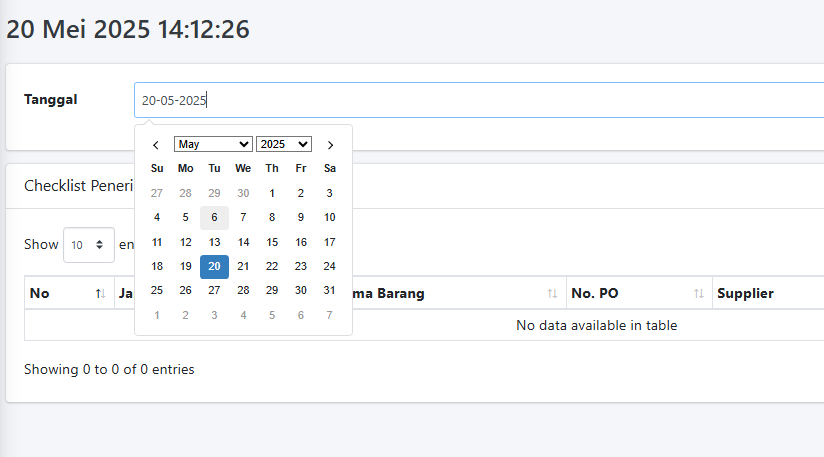 20 Mei 2025 14:12:26
Tanggal
20-05-2025
May 2025
Su Mo Tu We Th Fr Sa
27 28 29 30 1 2 3
4 5 6 7 8 9 10
11 12 13 14 15 16 17
18 19 20 21 22 23 24
25 26 27 28 29 30 31
1 2 3 4 5 6 7
Checklist Peneri
Show 10 en
No Ja ma Barang No. PO Supplier
No data available in table
Showing 0 to 0 of 0 entries